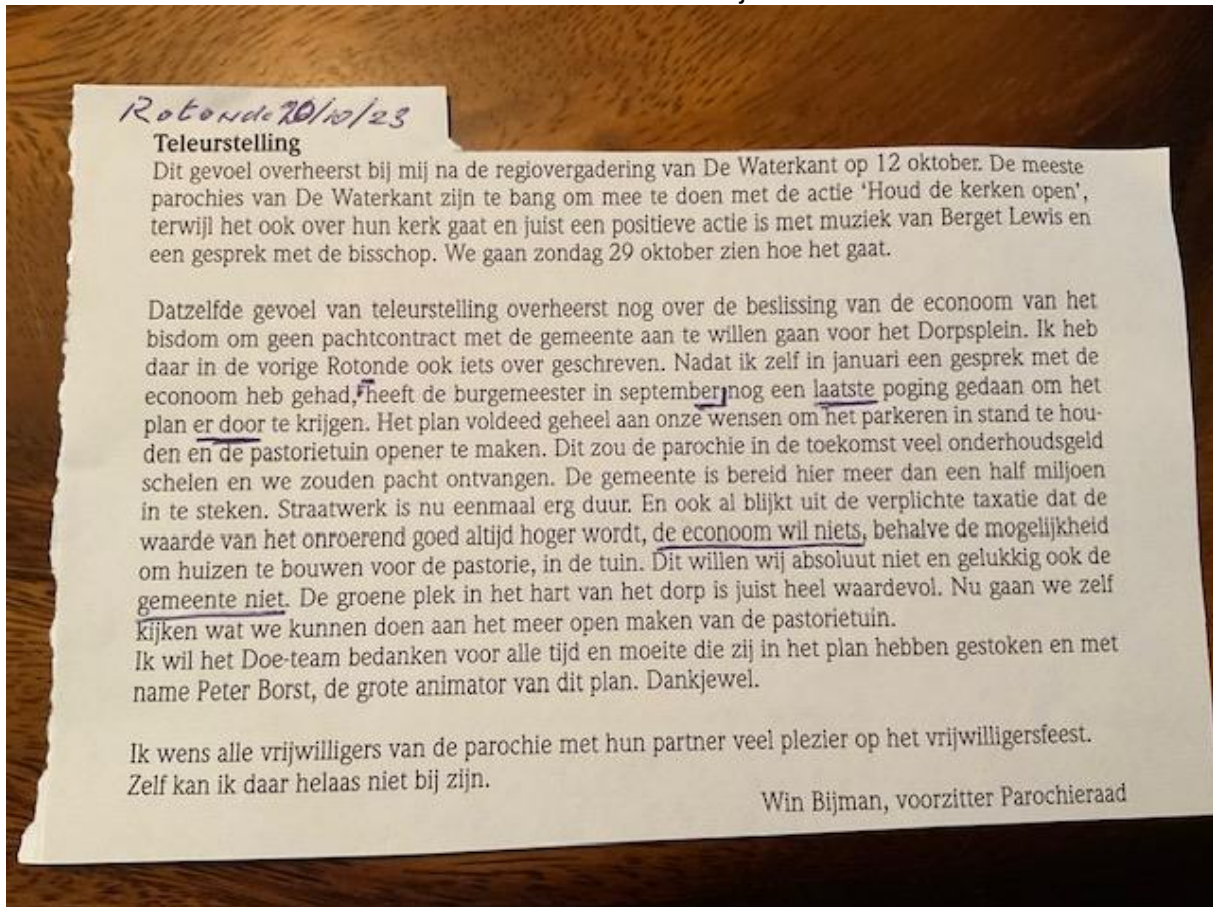 Rotonde 20/10/23
Teleurstelling
Dit gevoel overheerst bij mij na de regiovergadering van De Waterkant op 12 oktober. De meeste
parochies van De Waterkant zijn te bang om mee te doen met de actie ‘Houd de kerken open’,
terwijl het ook over hun kerk gaat en juist een positieve actie is met muziek van Berget Lewis en
een gesprek met de bisschop. We gaan zondag 29 oktober zien hoe het gaat.
Datzelfde gevoel van teleurstelling overheerst nog over de beslissing van de econoom van het
bisdom om geen pachtcontract met de gemeente aan te willen gaan voor het Dorpsplein. Ik heb
daar in de vorige Rotonde ook iets over geschreven. Nadat ik zelf in januari een gesprek met de
econoom heb gehad, heeft de burgemeester in september nog een laatste poging gedaan om het
plan er door te krijgen. Het plan voldeed geheel aan onze wensen om het parkeren in stand te hou-
den en de pastorietuin opener te maken. Dit zou de parochie in de toekomst veel onderhoudsgeld
schelen en we zouden pacht ontvangen. De gemeente is bereid hier meer dan een half miljoen
in te steken. Straatwerk is nu eenmaal erg duur. En ook al blijkt uit de verplichte taxatie dat de
waarde van het onroerend goed altijd hoger wordt, de econoom wil niets, behalve de mogelijkheid
om huizen te bouwen voor de pastorie, in de tuin. Dit willen wij absoluut niet en gelukkig ook de
gemeente niet. De groene plek in het hart van het dorp is juist heel waardevol. Nu gaan we zelf
kijken wat we kunnen doen aan het meer open maken van de pastorietuin.
Ik wil het Doe-team bedanken voor alle tijd en moeite die zij in het plan hebben gestoken en met
name Peter Borst, de grote animator van dit plan. Dankjewel.
Ik wens alle vrijwilligers van de parochie met hun partner veel plezier op het vrijwilligersfeest.
Zelf kan ik daar helaas niet bij zijn.
Win Bijman, voorzitter Parochieraad